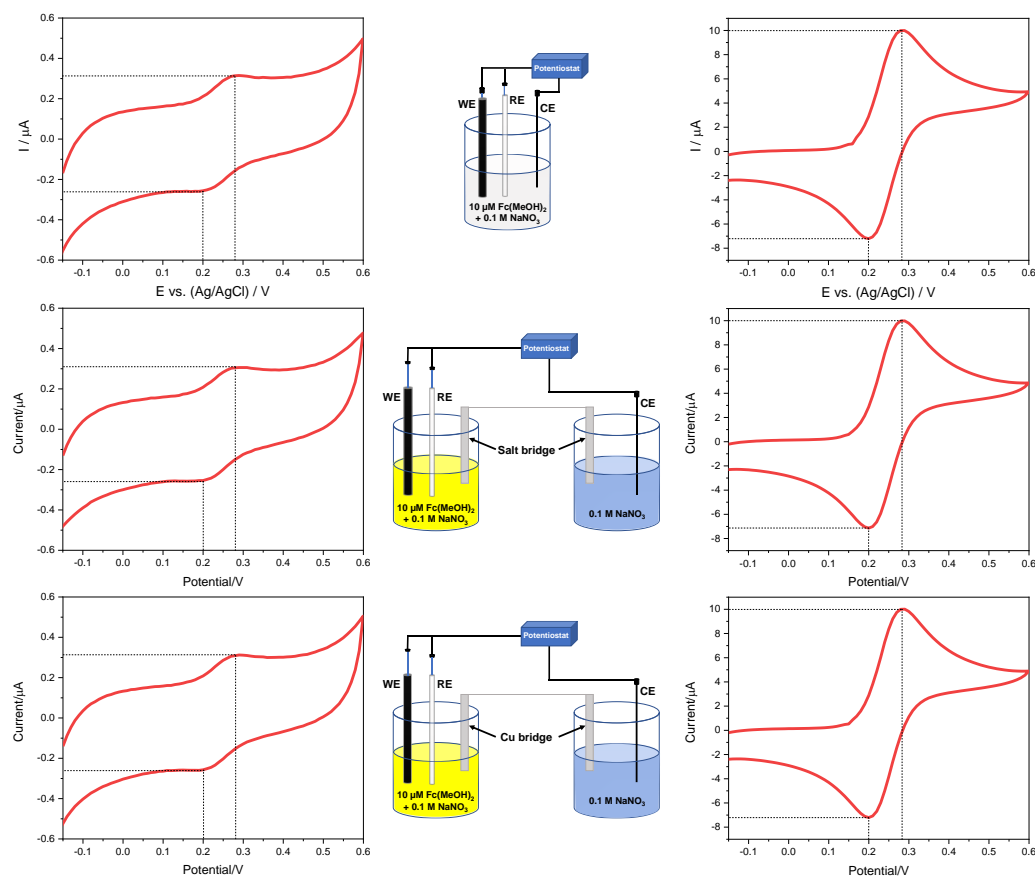 I / µA
0.6
0.4
0.2
0.0
-0.2
-0.4
-0.6
-0.1 0.0 0.1 0.2 0.3 0.4 0.5 0.6
E vs. (Ag/AgCl) / V
Potentiostat
WE
RE
CE
10 µM Fc(MeOH)₂
+ 0.1 M NaNO₃
I / µA
10
8
6
4
2
0
-2
-4
-6
-8
-0.1 0.0 0.1 0.2 0.3 0.4 0.5 0.6
E vs. (Ag/AgCl) / V
Current/µA
0.6
0.4
0.2
0.0
-0.2
-0.4
-0.6
-0.1 0.0 0.1 0.2 0.3 0.4 0.5 0.6
Potential/V
Potentiostat
WE
RE
CE
Salt bridge
10 µM Fc(MeOH)₂
+ 0.1 M NaNO₃
0.1 M NaNO₃
Current/µA
10
8
6
4
2
0
-2
-4
-6
-8
-0.1 0.0 0.1 0.2 0.3 0.4 0.5 0.6
Potential/V
Current/µA
0.6
0.4
0.2
0.0
-0.2
-0.4
-0.6
-0.1 0.0 0.1 0.2 0.3 0.4 0.5 0.6
Potential/V
Potentiostat
WE
RE
CE
Cu bridge
10 µM Fc(MeOH)₂
+ 0.1 M NaNO₃
0.1 M NaNO₃
Current/µA
10
8
6
4
2
0
-2
-4
-6
-8
-0.1 0.0 0.1 0.2 0.3 0.4 0.5 0.6
Potential/V